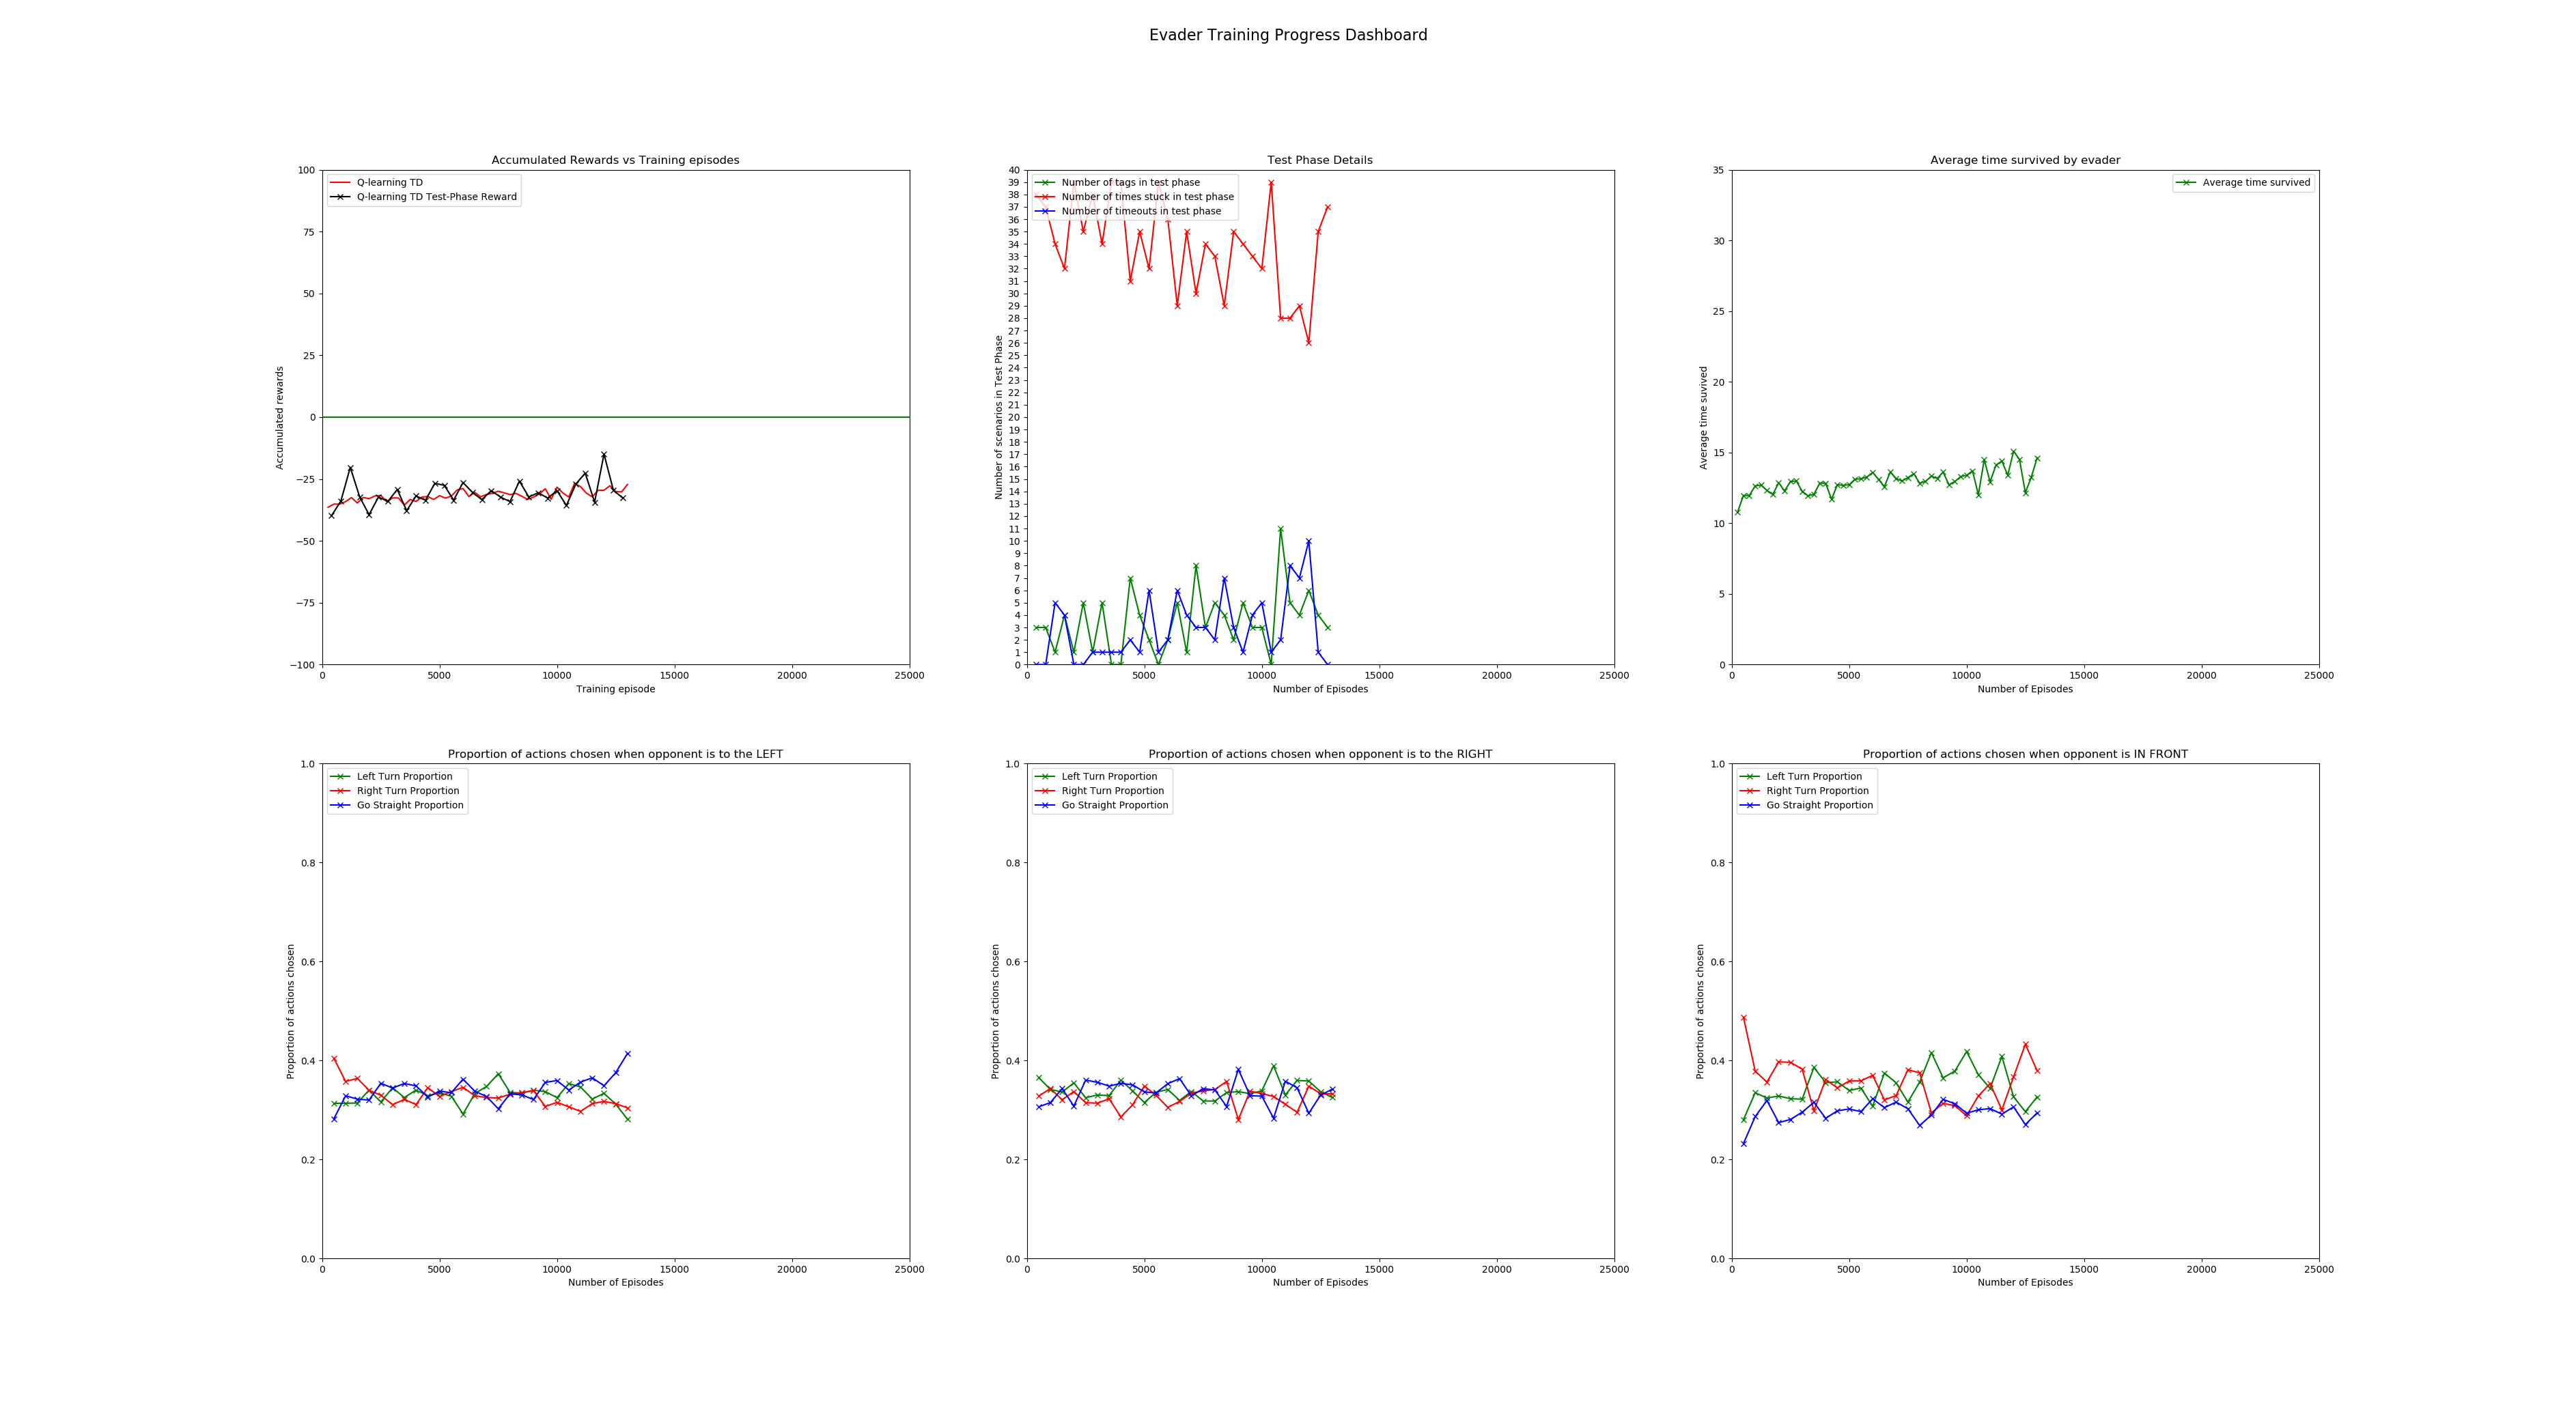 Evader Training Progress Dashboard
Accumulated Rewards vs Training episodes
Q-learning TD
Q-learning TD Test-Phase Reward
100
75
50
25
0
−25
−50
−75
−100
Accumulated rewards
0 5000 10000 15000 20000 25000
Training episode
Test Phase Details
Number of tags in test phase
Number of times stuck in test phase
Number of timeouts in test phase
40
39
38
37
36
35
34
33
32
31
30
29
28
27
26
25
24
23
22
21
20
19
18
17
16
15
14
13
12
11
10
9
8
7
6
5
4
3
2
1
0
Number of scenarios in Test Phase
0 5000 10000 15000 20000 25000
Number of Episodes
Average time survived by evader
Average time survived
35
30
25
20
15
10
5
0
Average time suvived
0 5000 10000 15000 20000 25000
Number of Episodes
Proportion of actions chosen when opponent is to the LEFT
Left Turn Proportion
Right Turn Proportion
Go Straight Proportion
1.0
0.8
0.6
0.4
0.2
0.0
Proportion of actions chosen
0 5000 10000 15000 20000 25000
Number of Episodes
Proportion of actions chosen when opponent is to the RIGHT
Left Turn Proportion
Right Turn Proportion
Go Straight Proportion
1.0
0.8
0.6
0.4
0.2
0.0
Proportion of actions chosen
0 5000 10000 15000 20000 25000
Number of Episodes
Proportion of actions chosen when opponent is IN FRONT
Left Turn Proportion
Right Turn Proportion
Go Straight Proportion
1.0
0.8
0.6
0.4
0.2
0.0
Proportion of actions chosen
0 5000 10000 15000 20000 25000
Number of Episodes